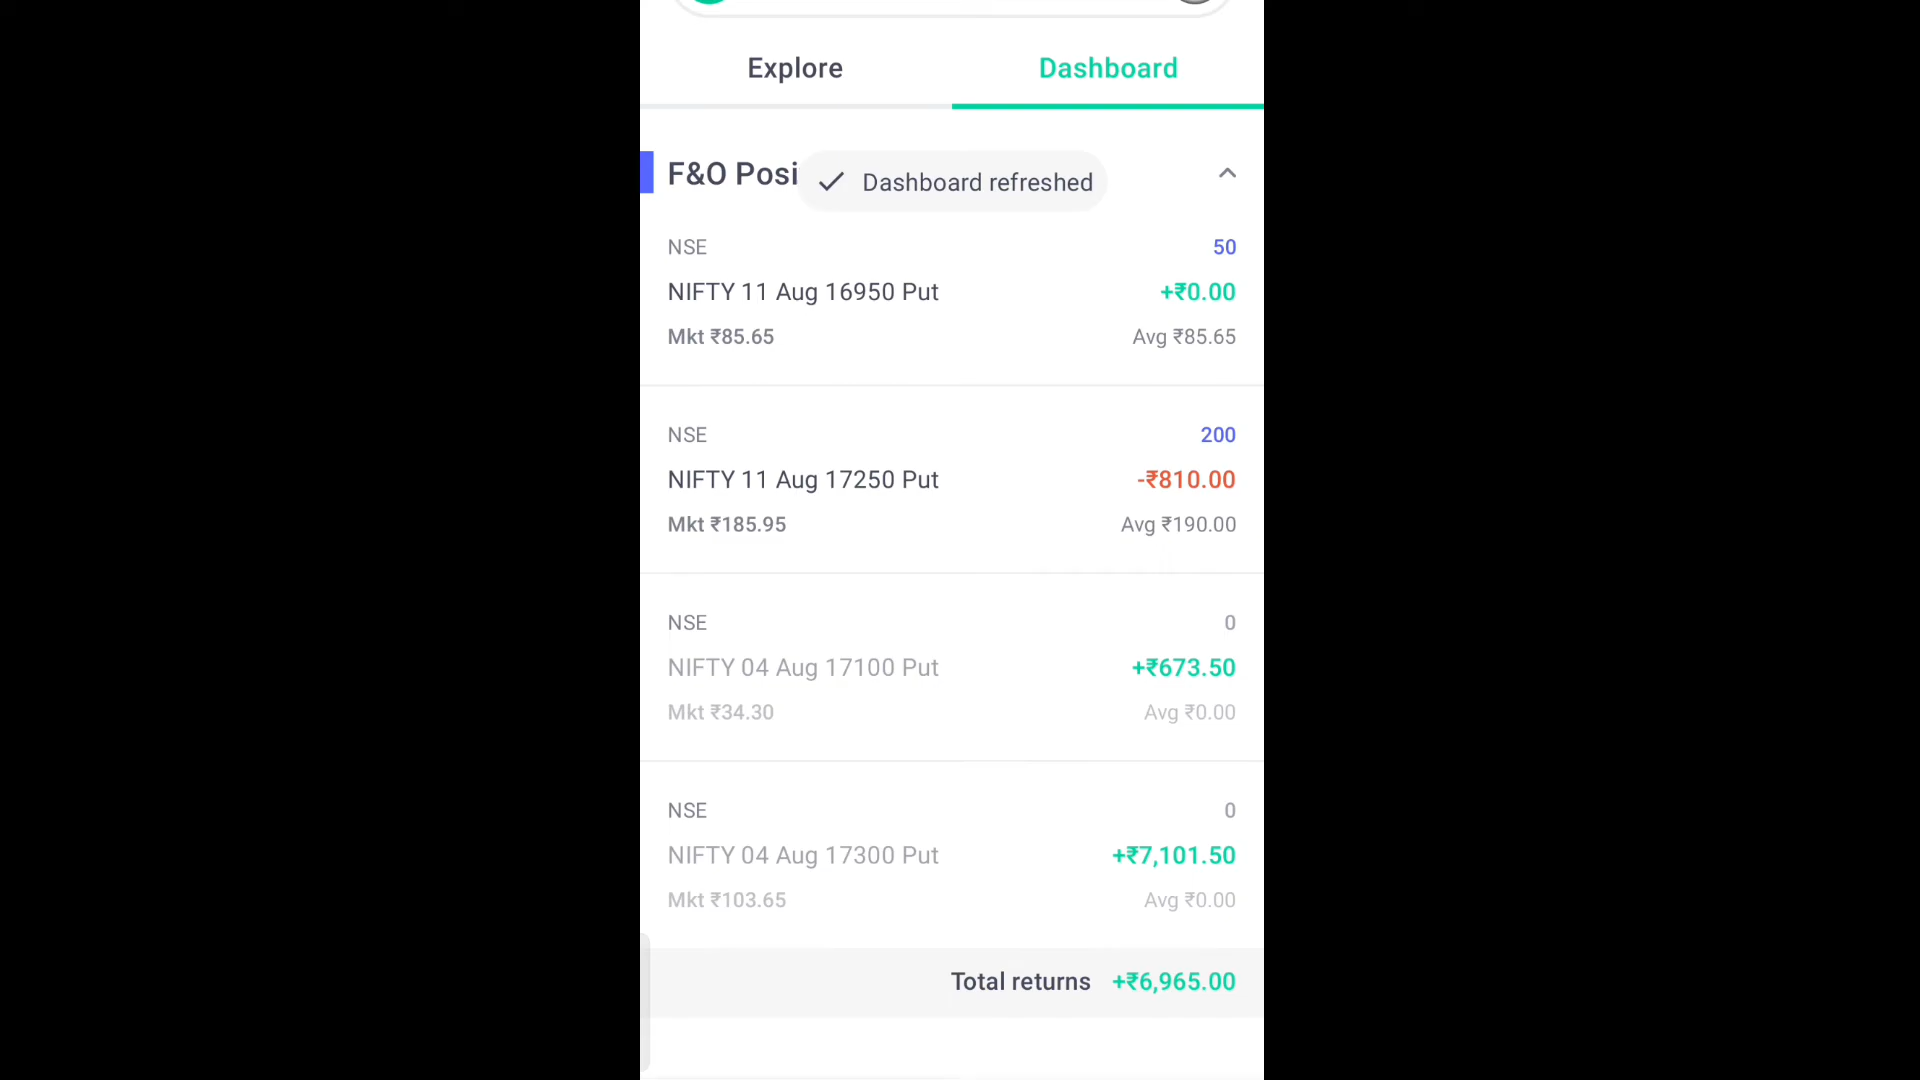 Explore Dashboard
F&O Posi
Dashboard refreshed
NSE 50
NIFTY 11 Aug 16950 Put +₹0.00
Mkt ₹85.65 Avg ₹85.65
NSE 200
NIFTY 11 Aug 17250 Put -₹810.00
Mkt ₹185.95 Avg ₹190.00
NSE 0
NIFTY 04 Aug 17100 Put +₹673.50
Mkt ₹34.30 Avg ₹0.00
NSE 0
NIFTY 04 Aug 17300 Put +₹7,101.50
Mkt ₹103.65 Avg ₹0.00
Total returns +₹6,965.00